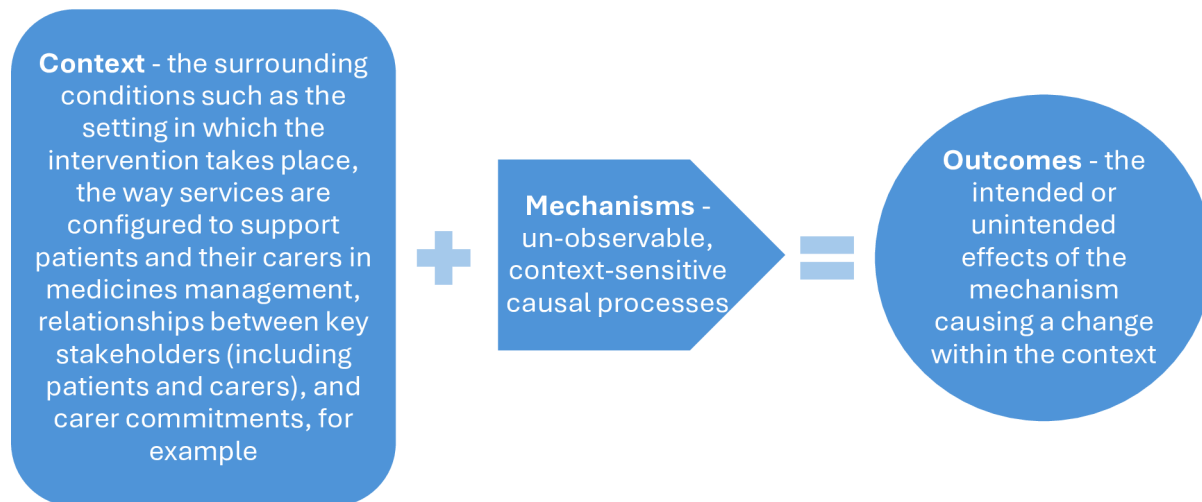 Context - the surrounding
conditions such as the
setting in which the
intervention takes place,
the way services are
configured to support
patients and their carers in
medicines management,
relationships between key
stakeholders (including
patients and carers), and
carer commitments, for
example
Mechanisms -
un-observable,
context-sensitive
causal processes
Outcomes - the
intended or
unintended
effects of the
mechanism
causing a change
within the context